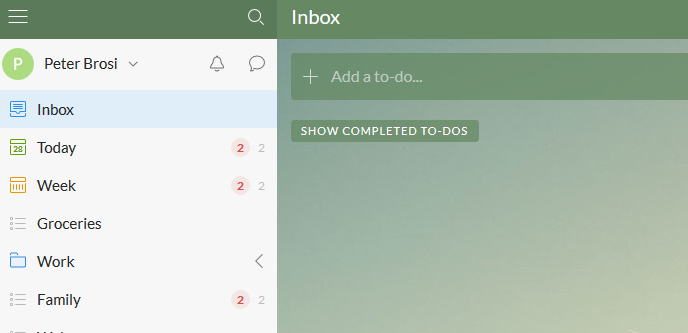 Inbox
P Peter Brosi
Inbox
28 Today 2 2
Week 2 2
Groceries
Work
Family 2 2
Add a to-do...
SHOW COMPLETED TO-DOS